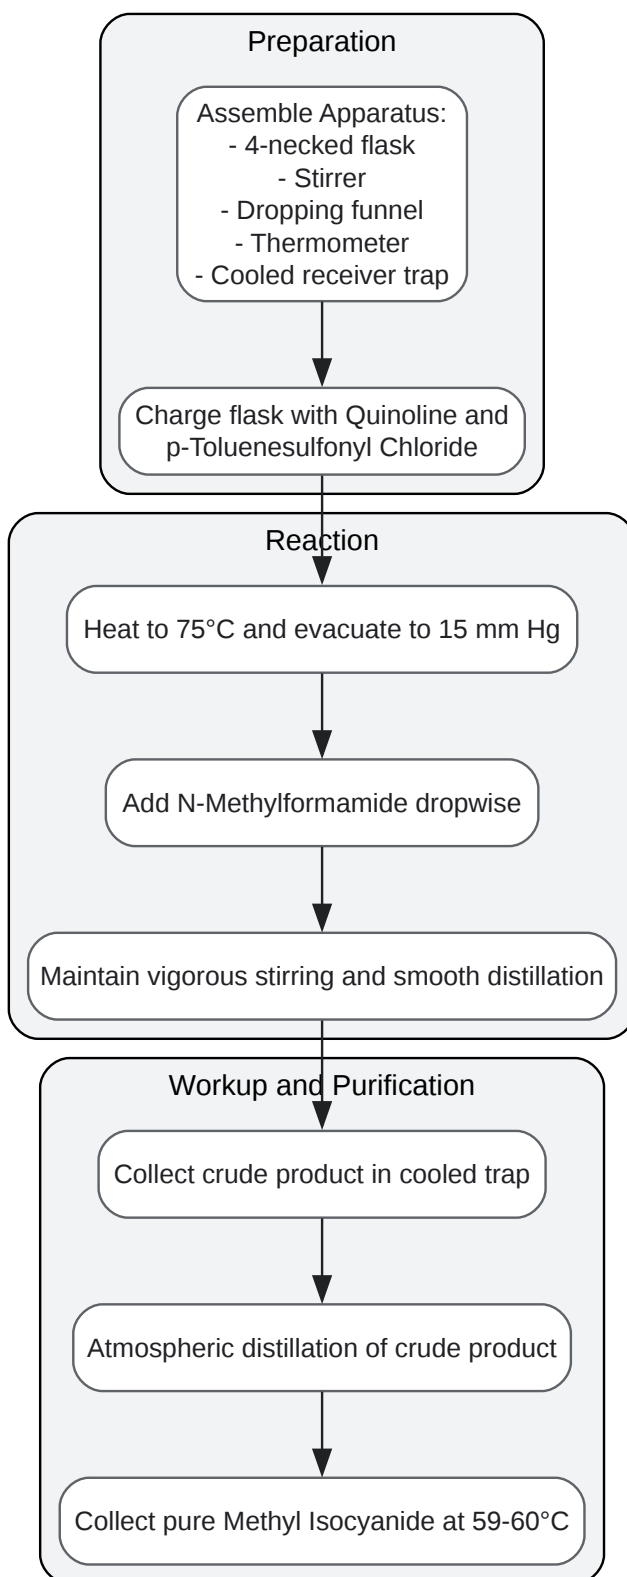 Preparation
Assemble Apparatus:
- 4-necked flask
- Stirrer
- Dropping funnel
- Thermometer
- Cooled receiver trap
Charge flask with Quinoline and
p-Toluenesulfonyl Chloride
Reaction
Heat to 75°C and evacuate to 15 mm Hg
Add N-Methylformamide dropwise
Maintain vigorous stirring and smooth distillation
Workup and Purification
Collect crude product in cooled trap
Atmospheric distillation of crude product
Collect pure Methyl Isocyanide at 59-60°C